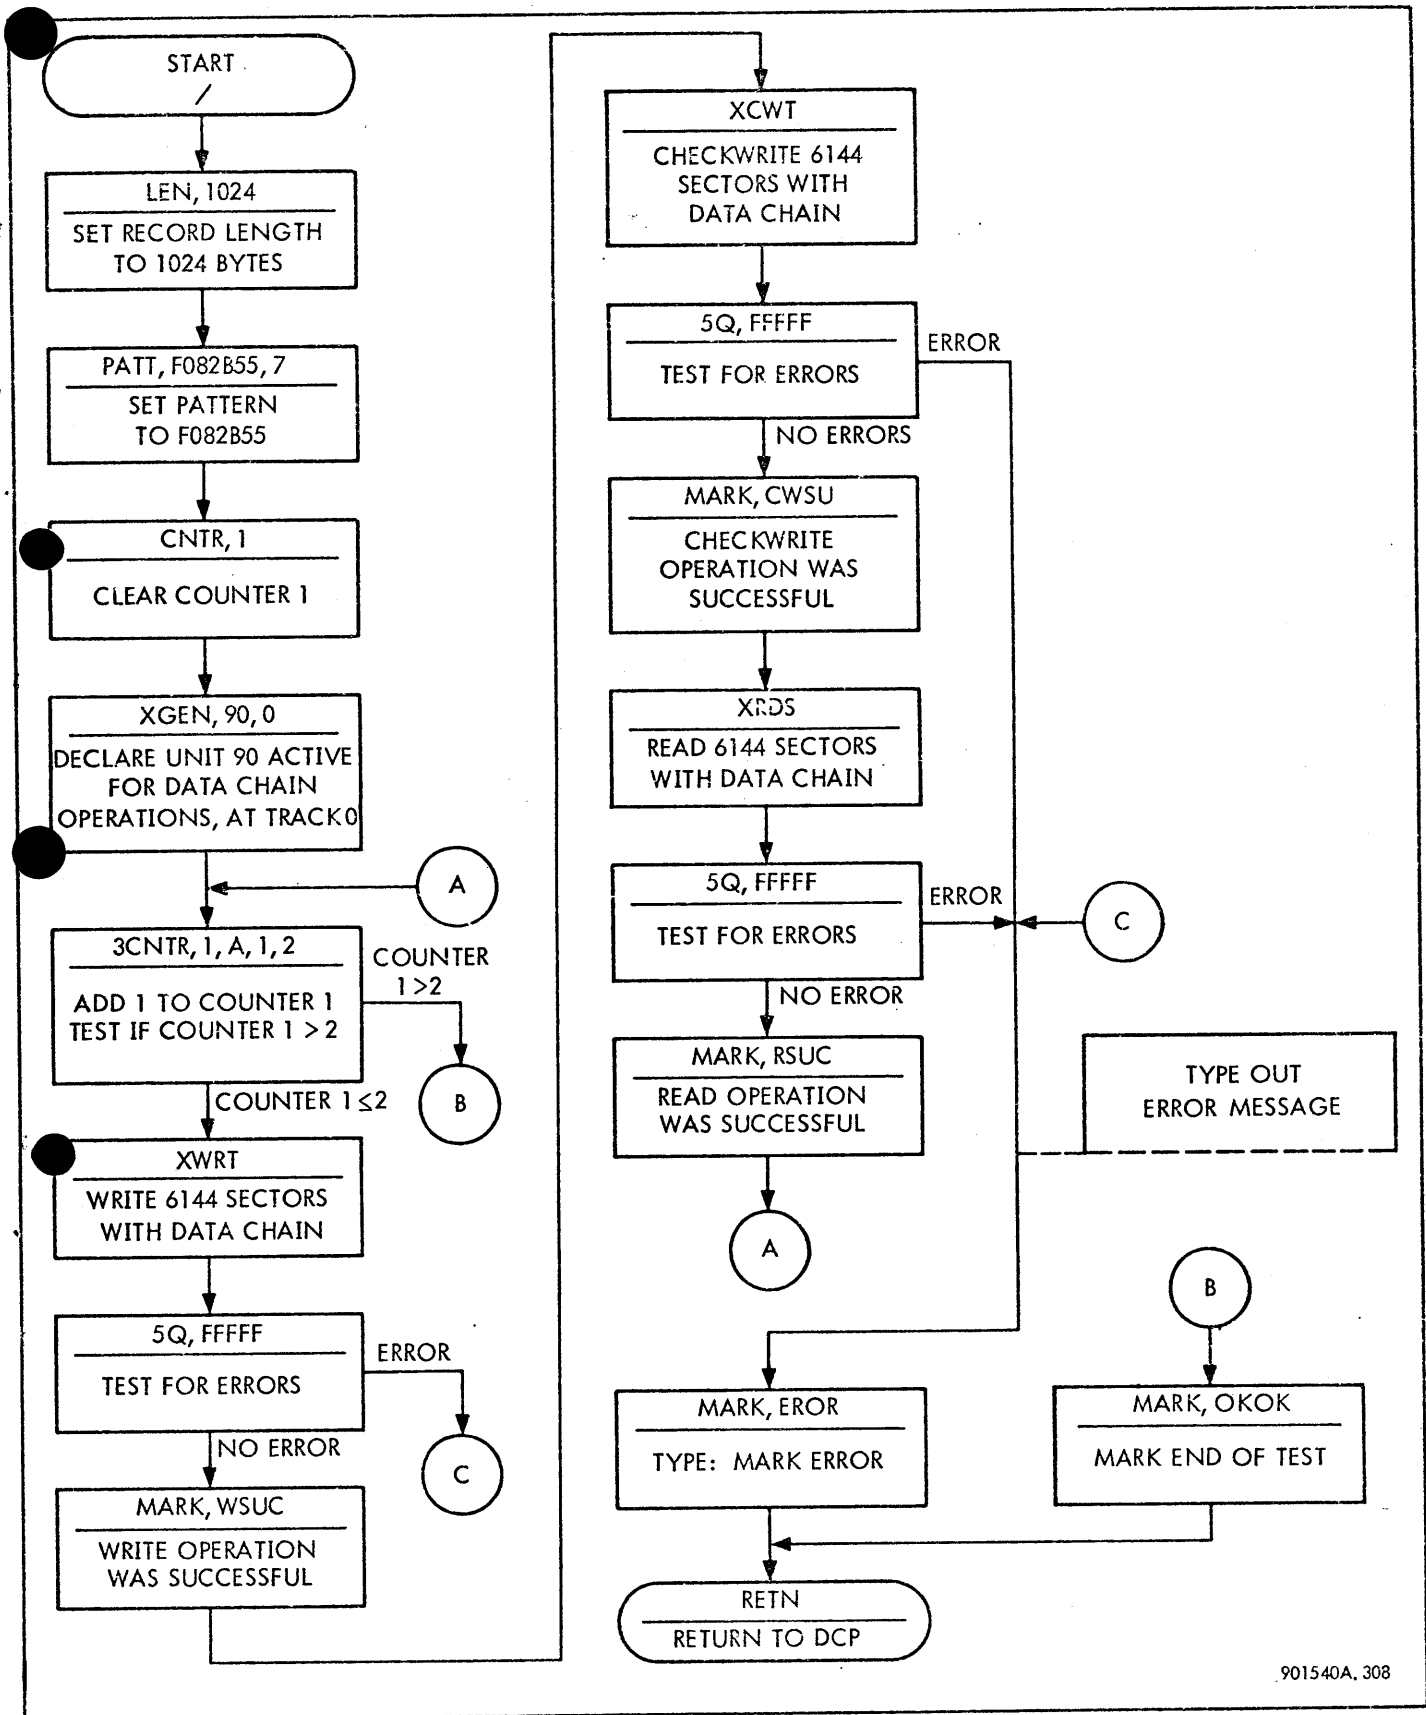 START
LEN, 1024
SET RECORD LENGTH
TO 1024 BYTES
PATT, F082B55, 7
SET PATTERN
TO F082B55
CNTR, 1
CLEAR COUNTER 1
XGEN, 90, 0
DECLARE UNIT 90 ACTIVE
FOR DATA CHAIN
OPERATIONS, AT TRACK 0
A
3CNTR, 1, A, 1, 2
ADD 1 TO COUNTER 1
TEST IF COUNTER 1 > 2
COUNTER
1 >2
B
COUNTER 1 ≤2
XWRT
WRITE 6144 SECTORS
WITH DATA CHAIN
5Q, FFFFF
TEST FOR ERRORS
ERROR
C
NO ERROR
MARK, WSUC
WRITE OPERATION
WAS SUCCESSFUL
XCWT
CHECKWRITE 6144
SECTORS WITH
DATA CHAIN
5Q, FFFFF
TEST FOR ERRORS
ERROR
NO ERRORS
MARK, CWSU
CHECKWRITE
OPERATION WAS
SUCCESSFUL
XRDS
READ 6144 SECTORS
WITH DATA CHAIN
5Q, FFFFF
TEST FOR ERRORS
ERROR
C
NO ERROR
MARK, RSUC
READ OPERATION
WAS SUCCESSFUL
A
TYPE OUT
ERROR MESSAGE
MARK, EROR
TYPE: MARK ERROR
B
MARK, OKOK
MARK END OF TEST
RETN
RETURN TO DCP
901540A. 308